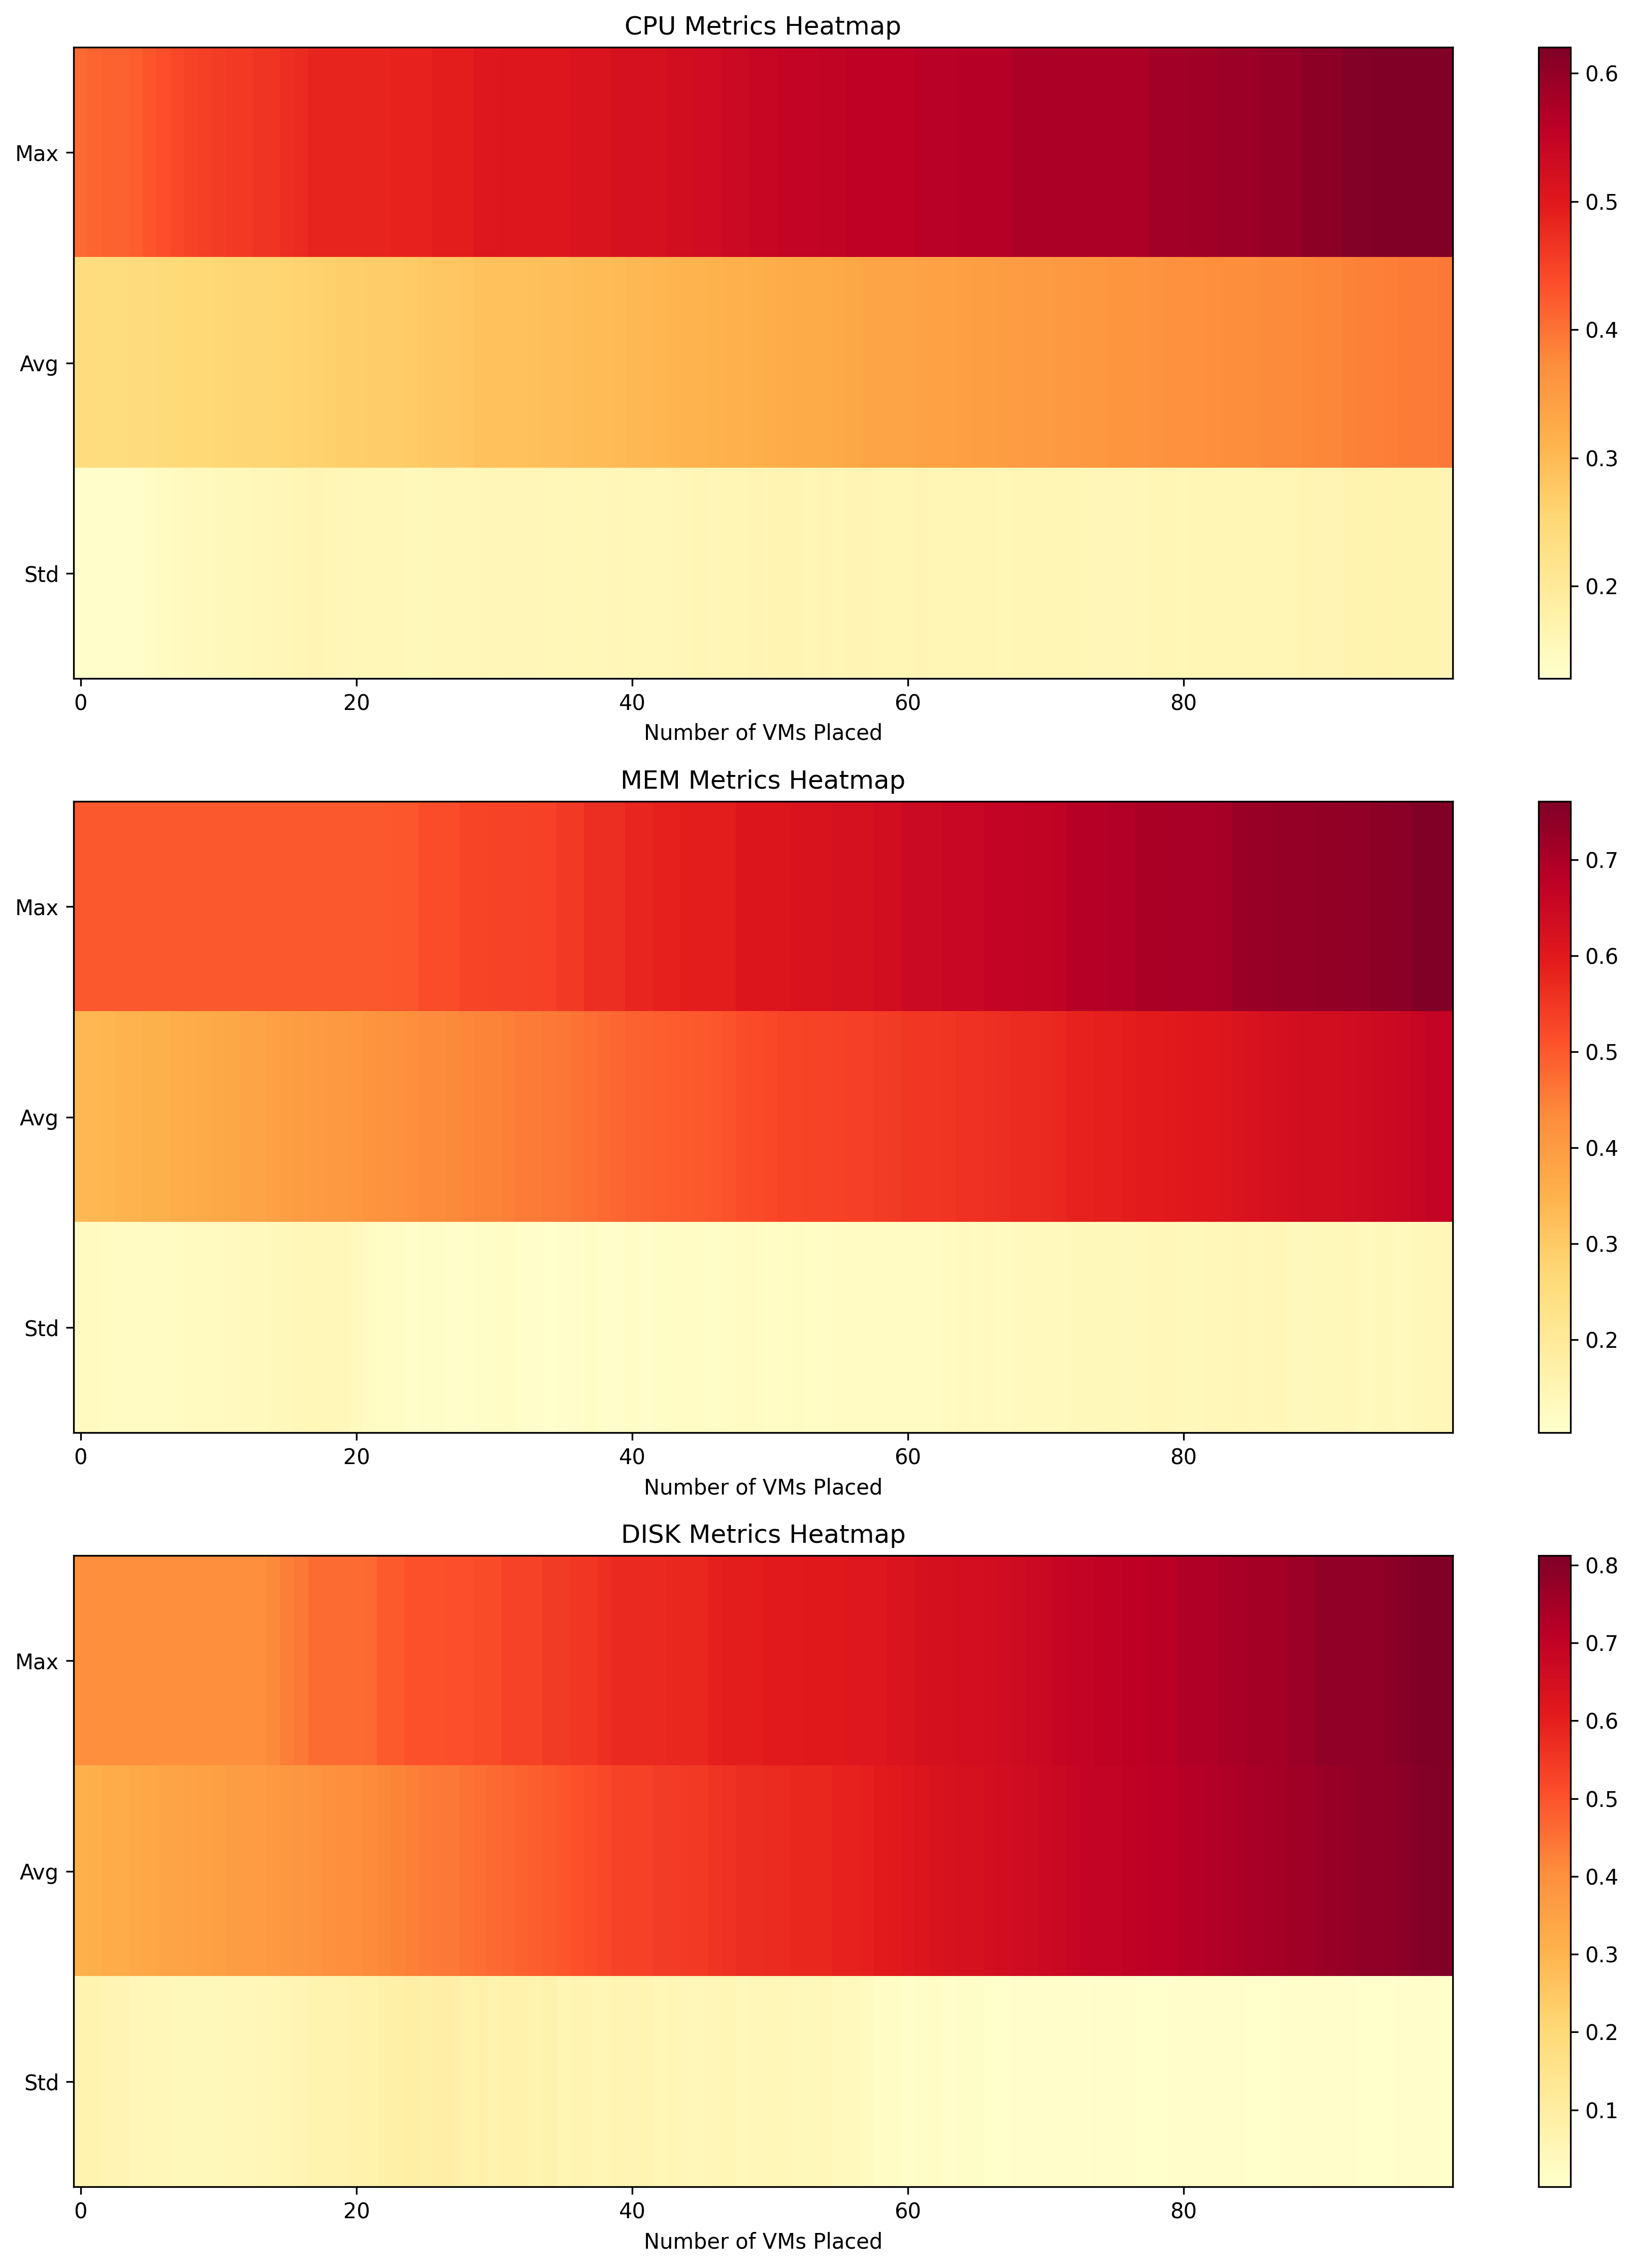 CPU Metrics Heatmap
Max
Avg
Std
0 20 40 60 80
Number of VMs Placed
0.6
0.5
0.4
0.3
0.2
MEM Metrics Heatmap
Max
Avg
Std
0 20 40 60 80
Number of VMs Placed
0.7
0.6
0.5
0.4
0.3
0.2
DISK Metrics Heatmap
Max
Avg
Std
0 20 40 60 80
Number of VMs Placed
0.8
0.7
0.6
0.5
0.4
0.3
0.2
0.1